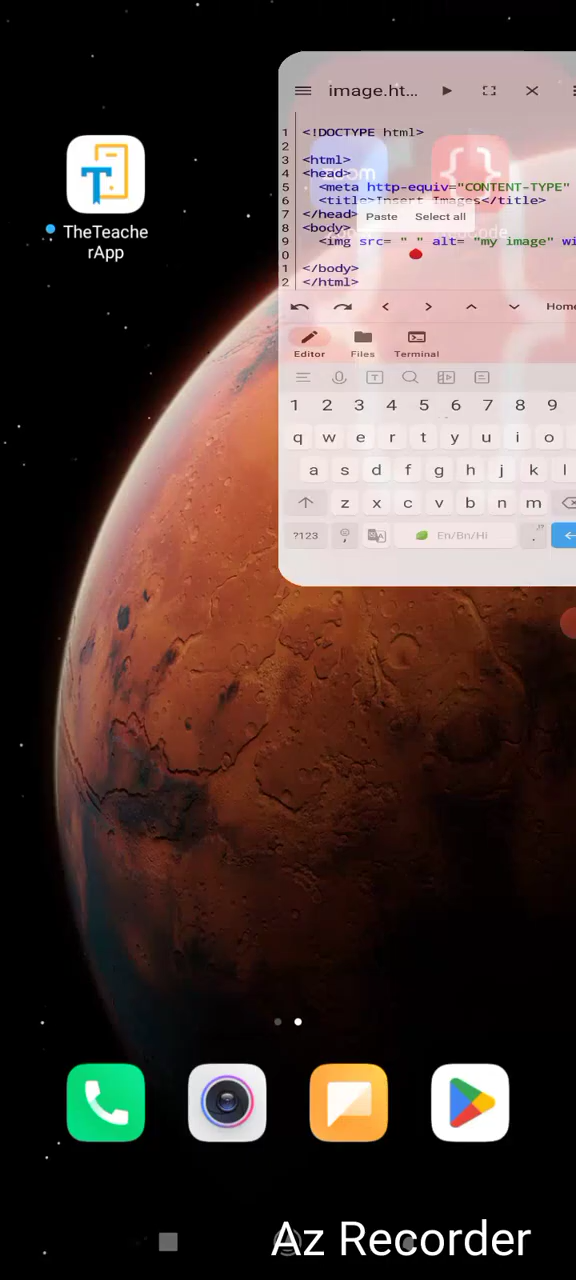 image.ht...
1 <!DOCTYPE html>
2
3 <html>
4 <head>
5 <meta http-equiv="CONTENT-TYPE"
6 <title>Insert Images</title>
7 </head>
Paste Select all
8 <body>
9 <img src= " " alt= "my image" wi
0
1 </body>
2 </html>
Home
Editor Files Terminal
1 2 3 4 5 6 7 8 9
q w e r t y u i o
a s d f g h j k l
z x c v b n m
?123 En/Bn/Hi .
TheTeache
rApp
Az Recorder